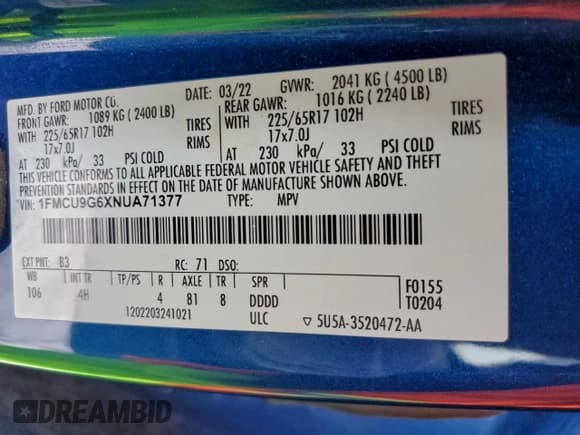 MFD. BY FORD MOTOR CO.
DATE: 03/22 GVWR: 2041 KG ( 4500 LB)
FRONT GAWR: 1089 KG ( 2400 LB) REAR GAWR: 1016 KG ( 2240 LB)
WITH 225/65R17 102H TIRES WITH 225/65R17 102H TIRES
17x7.0J RIMS 17x7.0J RIMS
AT 230 kPa/ 33 PSI COLD AT 230 kPa/ 33 PSI COLD
THIS VEHICLE CONFORMS TO ALL APPLICABLE FEDERAL MOTOR VEHICLE SAFETY AND THEFT
PREVENTION STANDARDS IN EFFECT ON THE DATE OF MANUFACTURE SHOWN ABOVE.
VIN: 1FMCU9G6XNUA71377 TYPE: MPV
EXT PNT: B3 RC: 71 DSO:
WB INT TR TP/PS R AXLE TR SPR
106 4H 4 81 8 DDDD
F0155
T0204
1202203241021 ULC ▽ 5U5A-3520472-AA
DREAMBID